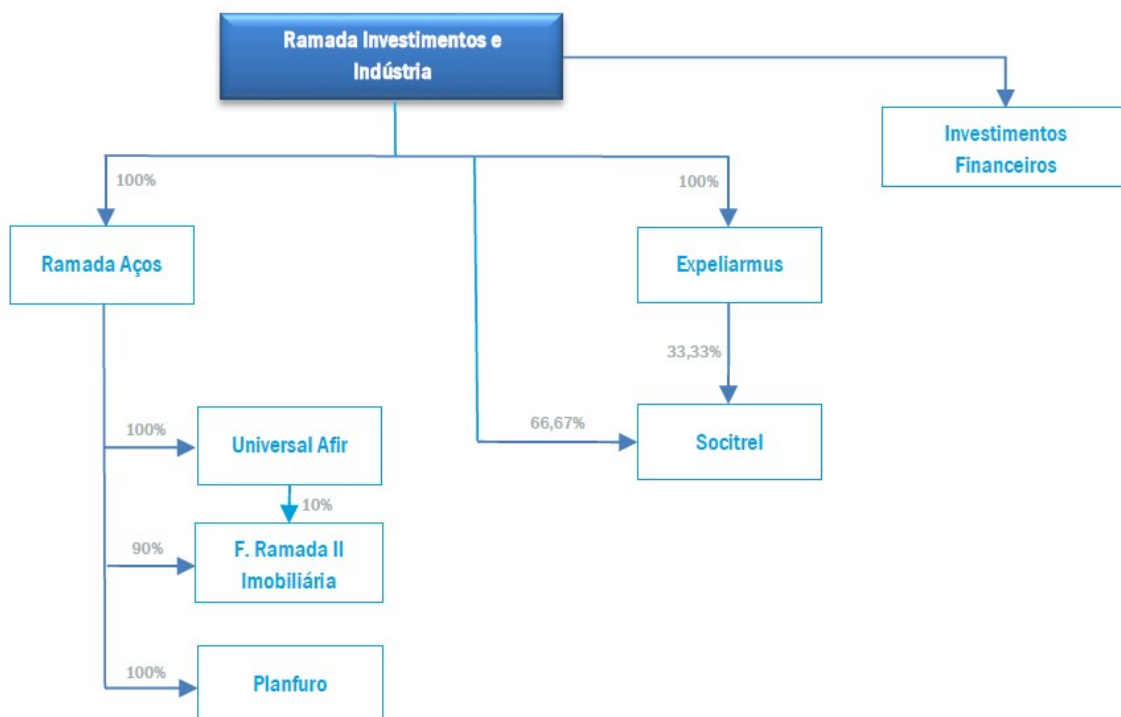 Ramada Investimentos e
Indústria
Investimentos
Financeiros
100%
100%
Ramada Aços
Expeliarmus
33,33%
100%
Universal Afir
66,67%
Socitrel
10%
90%
F. Ramada II
Imobiliária
100%
Planfuro